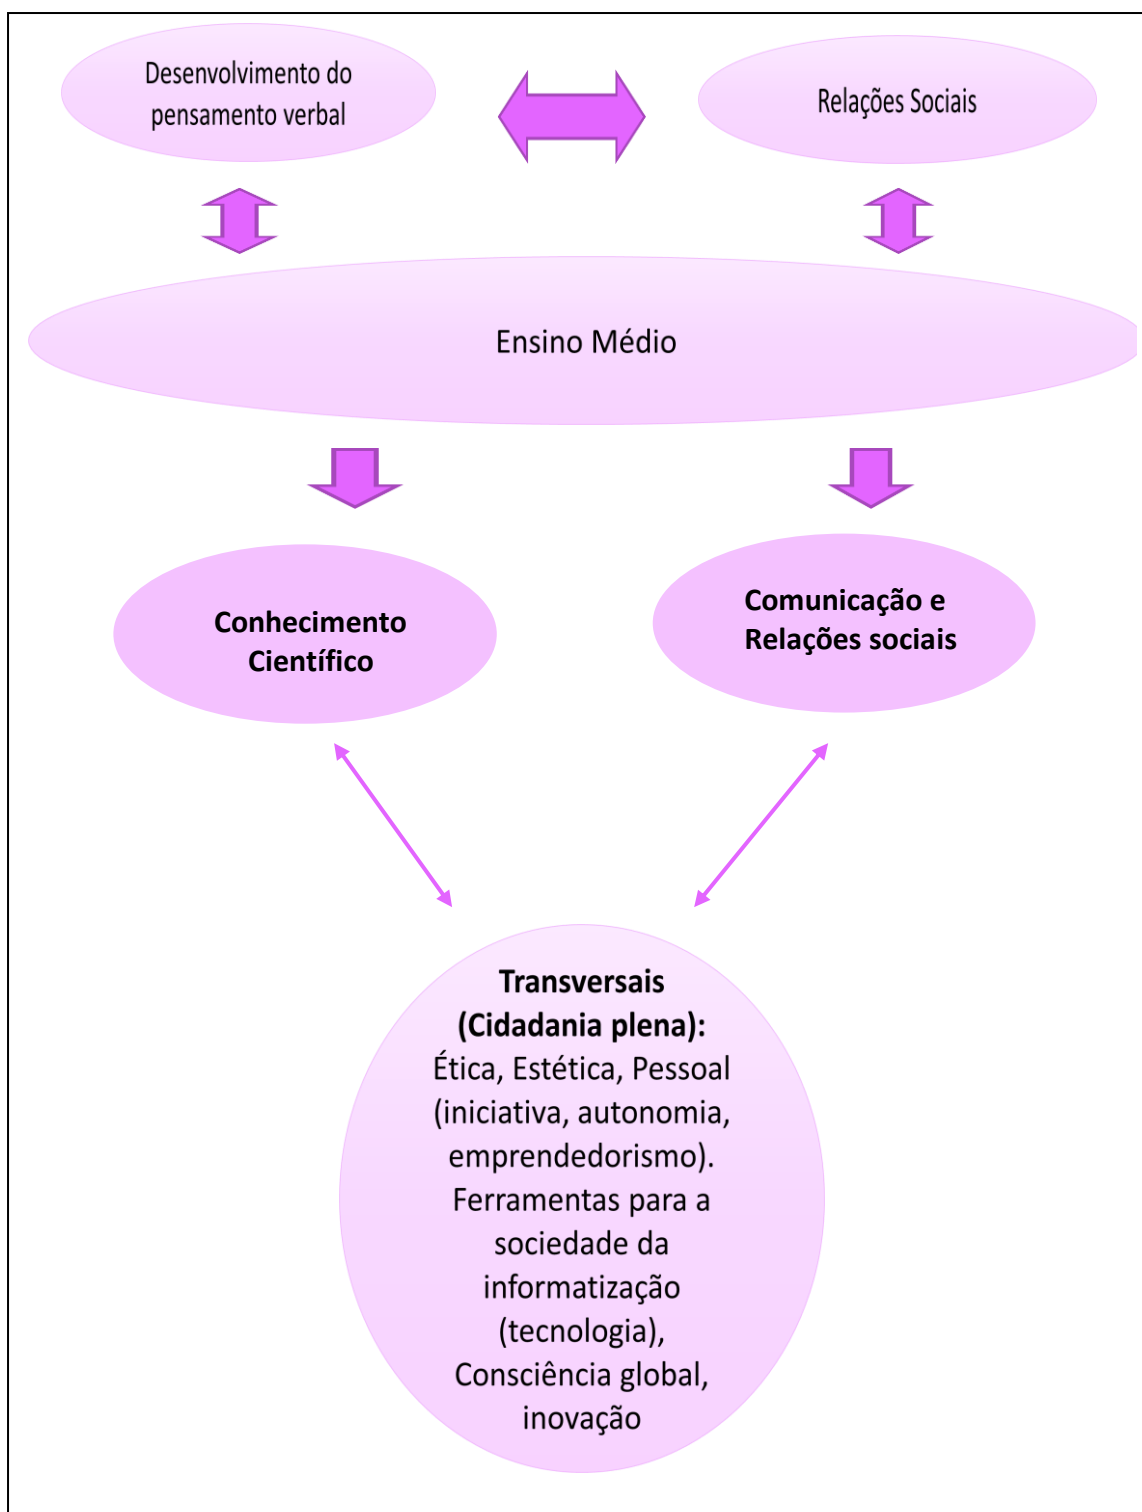 Desenvolvimento do
pensamento verbal
Relações Sociais
Ensino Médio
Conhecimento
Científico
Comunicação e
Relações sociais
Transversais
(Cidadania plena):
Ética, Estética, Pessoal
(iniciativa, autonomia,
emprendedorismo).
Ferramentas para a
sociedade da
informatização
(tecnologia),
Consciência global,
inovação